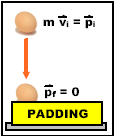 m v⃗ᵢ = p⃗ᵢ
p⃗f = 0
PADDING